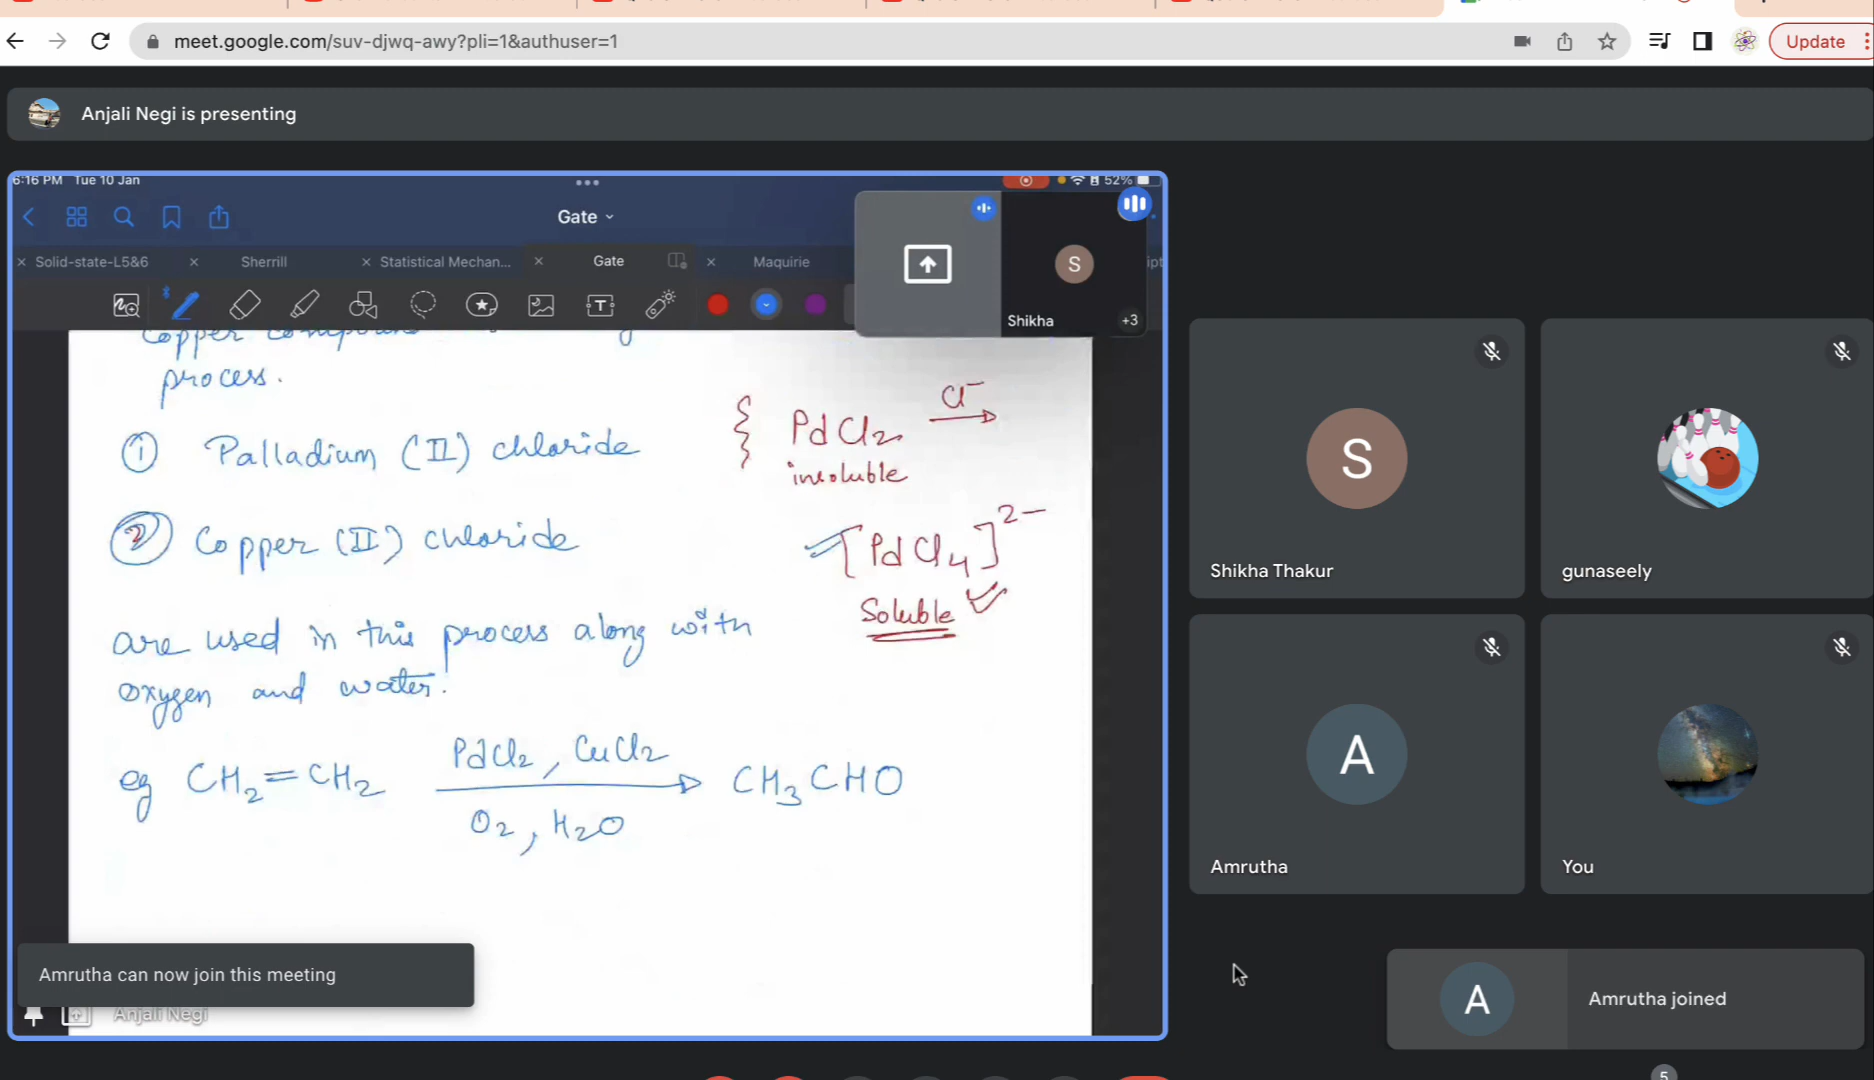 meet.google.com/suv-djwq-awy?pli=1&authuser=1
Update
Anjali Negi is presenting
6:16 PM Tue 10 Jan
52%
Gate
Solid-state-L5&6
Sherrill
Statistical Mechan...
Gate
Maquirie
T
S
Shikha
+3
Copper
process.
① Palladium (II) chloride
② Copper (II) chloride
are used in this process along with
oxygen and water.
eg CH₂=CH₂ PdCl₂, CuCl₂ CH₃CHO
O₂, H₂O
PdCl₂ Cl⁻
insoluble
[PdCl₄]²⁻
Soluble
Amrutha can now join this meeting
Anjali Negi
S
Shikha Thakur
gunaseely
A
Amrutha
You
A
Amrutha joined
5